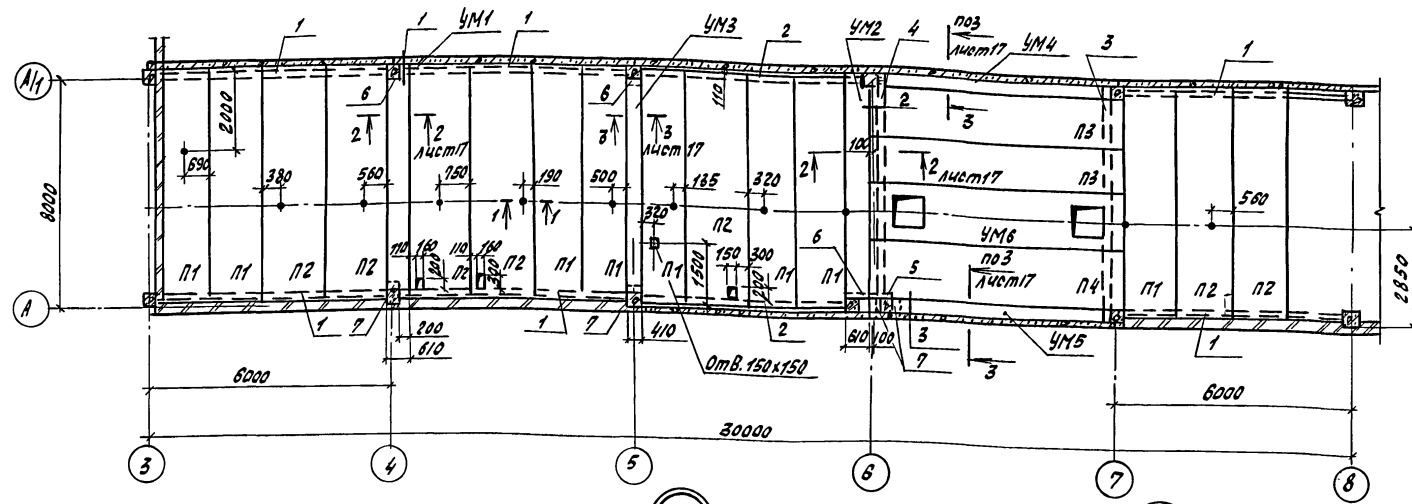 1
1
УМ1
1
УМ3
2
УМ2
4
поз
лист17
УМ4
3
1
А/1
6
6
2
110
2000
2
2
лист17
3
3
лист 17
3
П3
100
2
2
лист17
П3
690
380
560
750
190
500
185
320
560
8000
1
1
320
П2
УМ6
110
160
200
110
160
300
150
300
200
1500
6
5
поз
лист17
2850
П1
П1
П2
П2
П2
П2
П1
П1
П1
П1
П1
П4
П1
П2
П2
А
1
7
1
7
2
3
7
УМ5
1
200
610
410
610
100
Отв. 150х150
3
6000
6000
30000
3
4
5
6
7
8